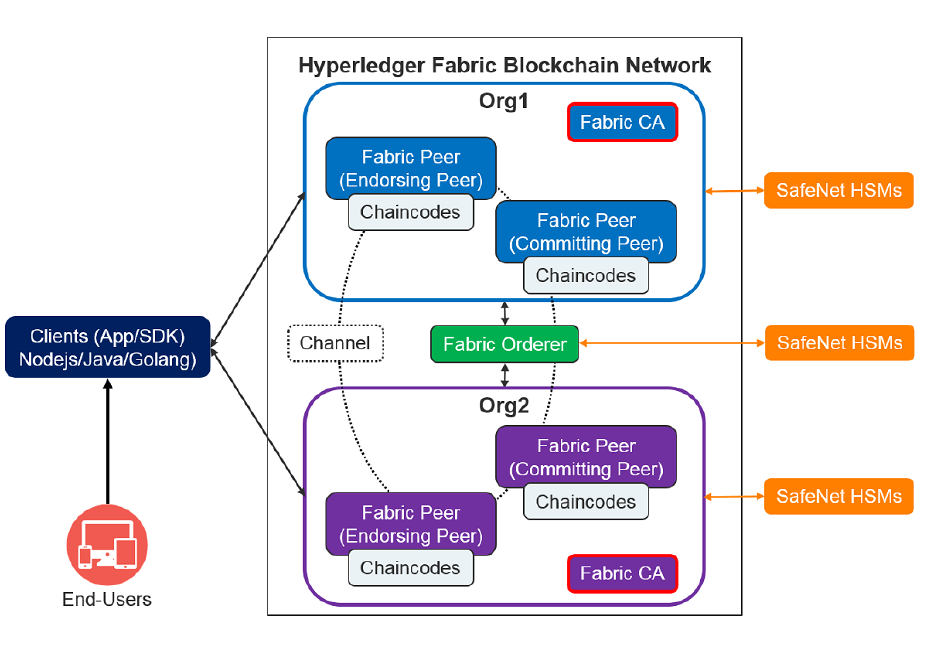 Hyperledger Fabric Blockchain Network
Org1
Fabric CA
Fabric Peer
(Endorsing Peer)
Chaincodes
SafeNet HSMs
Fabric Peer
(Committing Peer)
Chaincodes
Clients (App/SDK)
Nodejs/Java/Golang)
Channel
Fabric Orderer
SafeNet HSMs
Org2
Fabric Peer
(Committing Peer)
Chaincodes
SafeNet HSMs
Fabric Peer
(Endorsing Peer)
Chaincodes
Fabric CA
End-Users